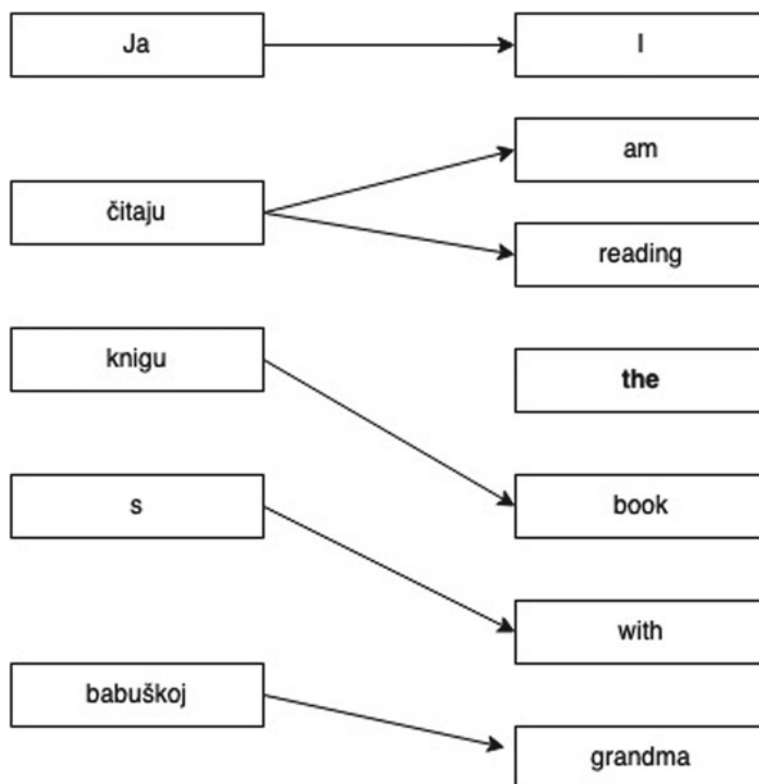 Ja
I
am
čitaju
reading
knigu
the
s
book
with
babuškoj
grandma